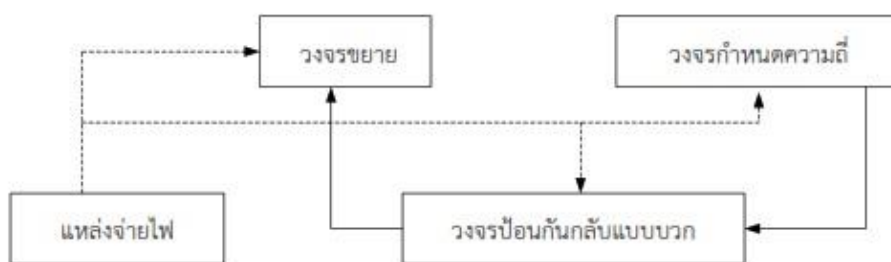 วงจรขยาย
วงจรกำหนดความถี่
แหล่งจ่ายไฟ
วงจรป้อนกันกลับแบบบวก